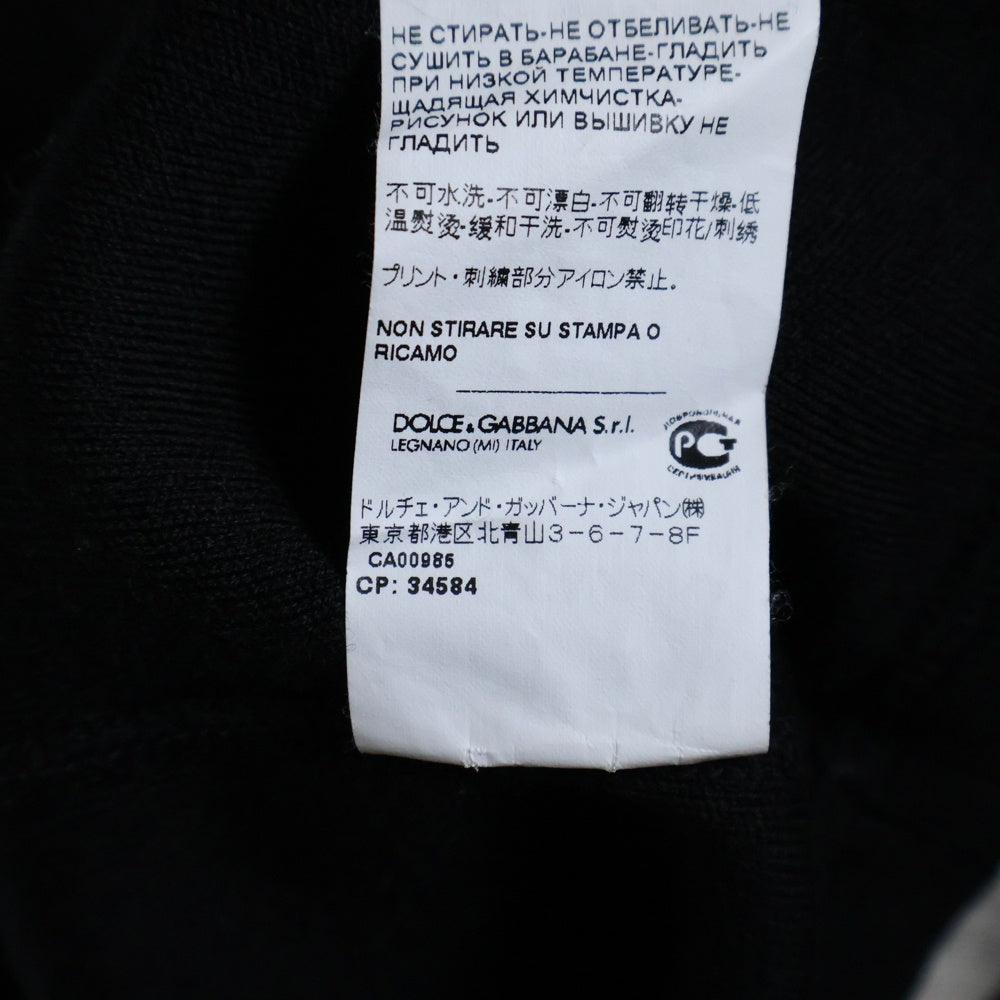 НЕ СТИРАТЬ-НЕ ОТБЕЛИВАТЬ-НЕ
СУШИТЬ В БАРАБАНЕ-ГЛАДИТЬ
ПРИ НИЗКОЙ ТЕМПЕРАТУРЕ-
ЩАДЯЩАЯ ХИМЧИСТКА-
РИСУНОК ИЛИ ВЫШИВКУ НЕ
ГЛАДИТЬ
不可水洗-不可漂白-不可翻转干燥-低
温熨烫-缓和干洗-不可熨烫印花/刺绣
プリント・刺繍部分アイロン禁止。
NON STIRARE SU STAMPA O
RICAMO
DOLCE & GABBANA S.r.l.
LEGNANO (MI) ITALY
РСТ
ドルチェ・アンド・ガッバーナ・ジャパン㈱
東京都港区北青山3-6-7-8F
CA00985
CP: 34584